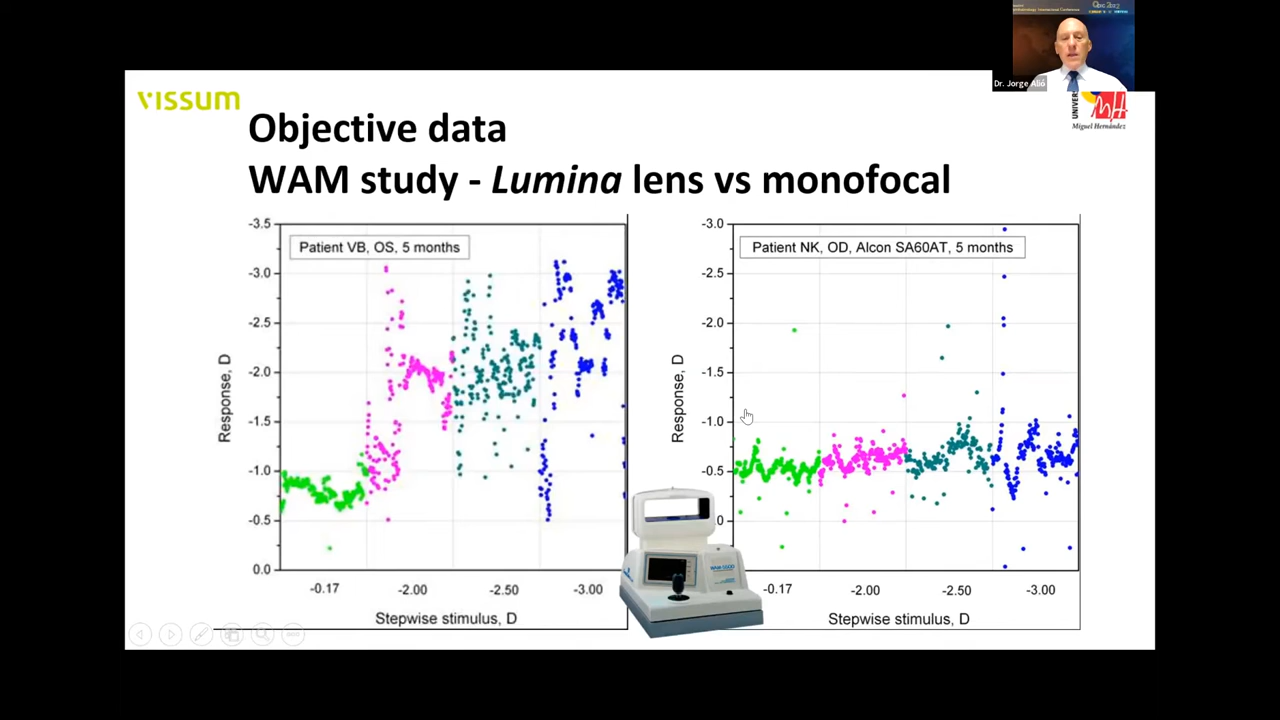 Dr. Jorge Alió
vissum
UNIVER
MH
Miguel Hernández
Objective data
WAM study - Lumina lens vs monofocal
-3.5
-3.0
-2.5
-2.0
-1.5
-1.0
-0.5
0.0
Response, D
Patient VB, OS, 5 months
-0.17
-2.00
-2.50
-3.00
Stepwise stimulus, D
-3.0
-2.5
-2.0
-1.5
-1.0
-0.5
.0
Response, D
Patient NK, OD, Alcon SA60AT, 5 months
-0.17
-2.00
-2.50
-3.00
Stepwise stimulus, D
WAM-5500